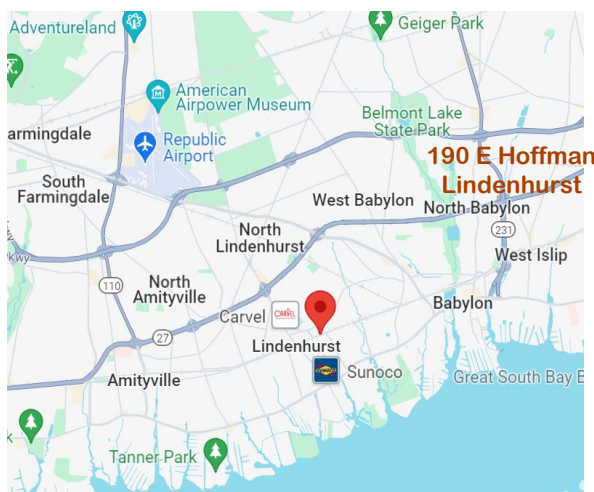 Adventureland
Geiger Park
American
Airpower Museum
Belmont Lake
State Park
armingdale
Republic
Airport
190 E Hoffman
Lindenhurst
South
Farmingdale
West Babylon
North Babylon
North
Lindenhurst
231
West Islip
110
North
Amityville
Babylon
Carvel
CARVEL
27
Lindenhurst
Sunoco
Amityville
Great South Bay B
Tanner Park